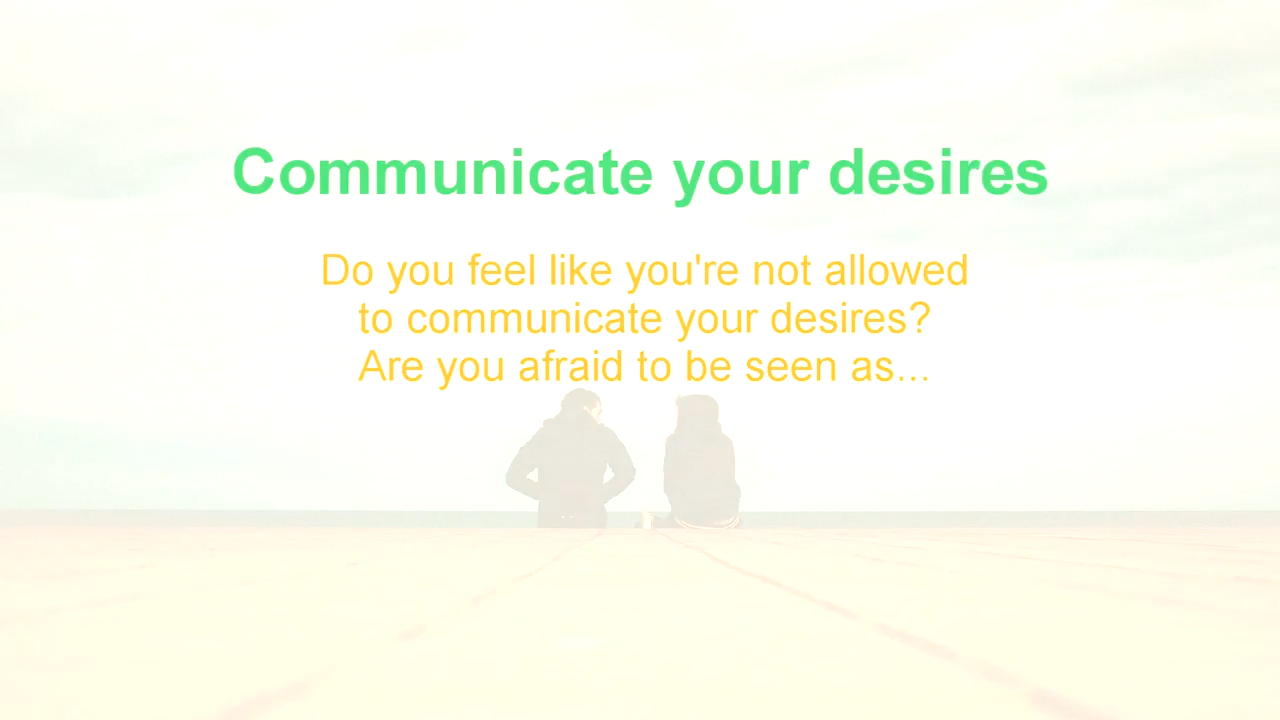 Communicate your desires
Do you feel like you're not allowed
to communicate your desires?
Are you afraid to be seen as...